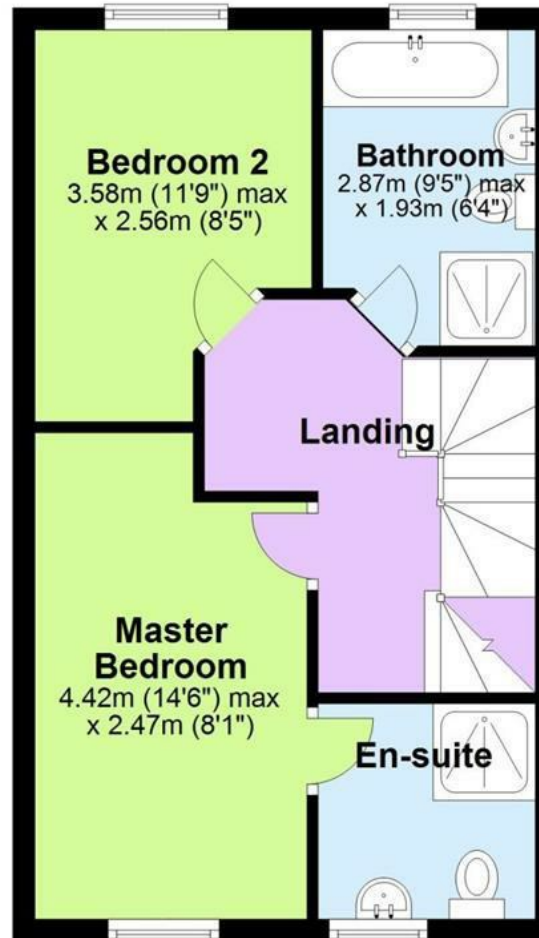 Bedroom 2
3.58m (11'9") max
x 2.56m (8'5")
Bathroom
2.87m (9'5") max
x 1.93m (6'4")
Landing
Master
Bedroom
4.42m (14'6") max
x 2.47m (8'1")
En-suite